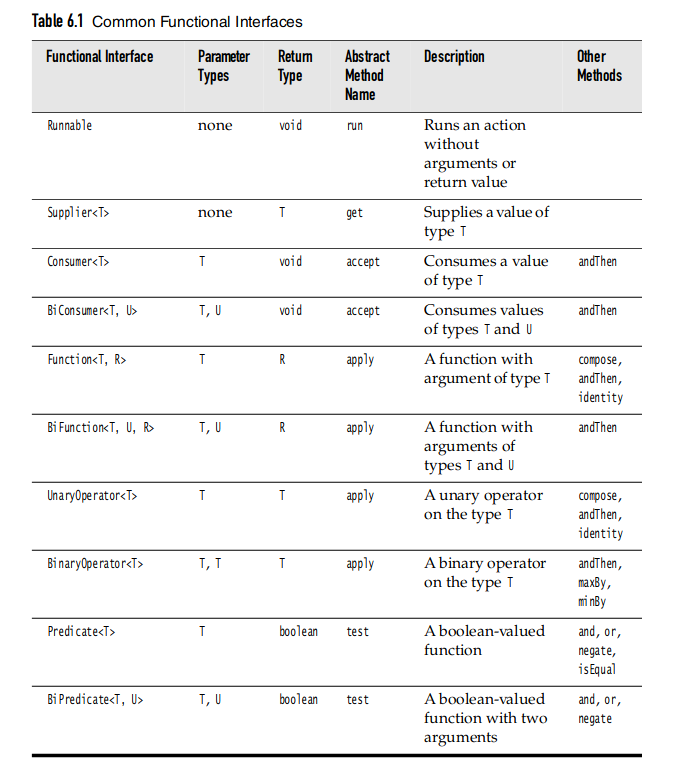 Table 6.1 Common Functional Interfaces
Functional Interface Parameter Types Return Type Abstract Method Name Description Other Methods
Runnable none void run Runs an action
without
arguments or
return value
Supplier<T> none T get Supplies a value of
type T
Consumer<T> T void accept Consumes a value andThen
of type T
BiConsumer<T, U> T, U void accept Consumes values andThen
of types T and U
Function<T, R> T R apply A function with compose,
argument of type T andThen,
identity
BiFunction<T, U, R> T, U R apply A function with andThen
arguments of
types T and U
UnaryOperator<T> T T apply A unary operator compose,
on the type T andThen,
identity
BinaryOperator<T> T, T T apply A binary operator andThen,
on the type T maxBy,
minBy
Predicate<T> T boolean test A boolean-valued and, or,
function negate,
isEqual
BiPredicate<T, U> T, U boolean test A boolean-valued and, or,
function with two negate
arguments